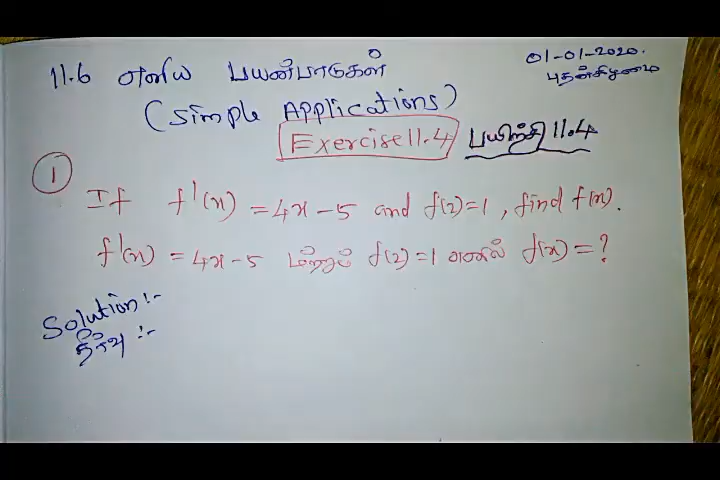 11.6 எளிய பயன்பாடுகள்
01-01-2020.
புதன்கிழமை
(Simple Applications)
Exercise 11.4 பயிற்சி 11.4
1
If f'(x) = 4x - 5 and f(2) = 1, find f(x).
f'(x) = 4x - 5 மற்றும் f(2) = 1 எனில் f(x) = ?
Solution :-
தீர்வு :-